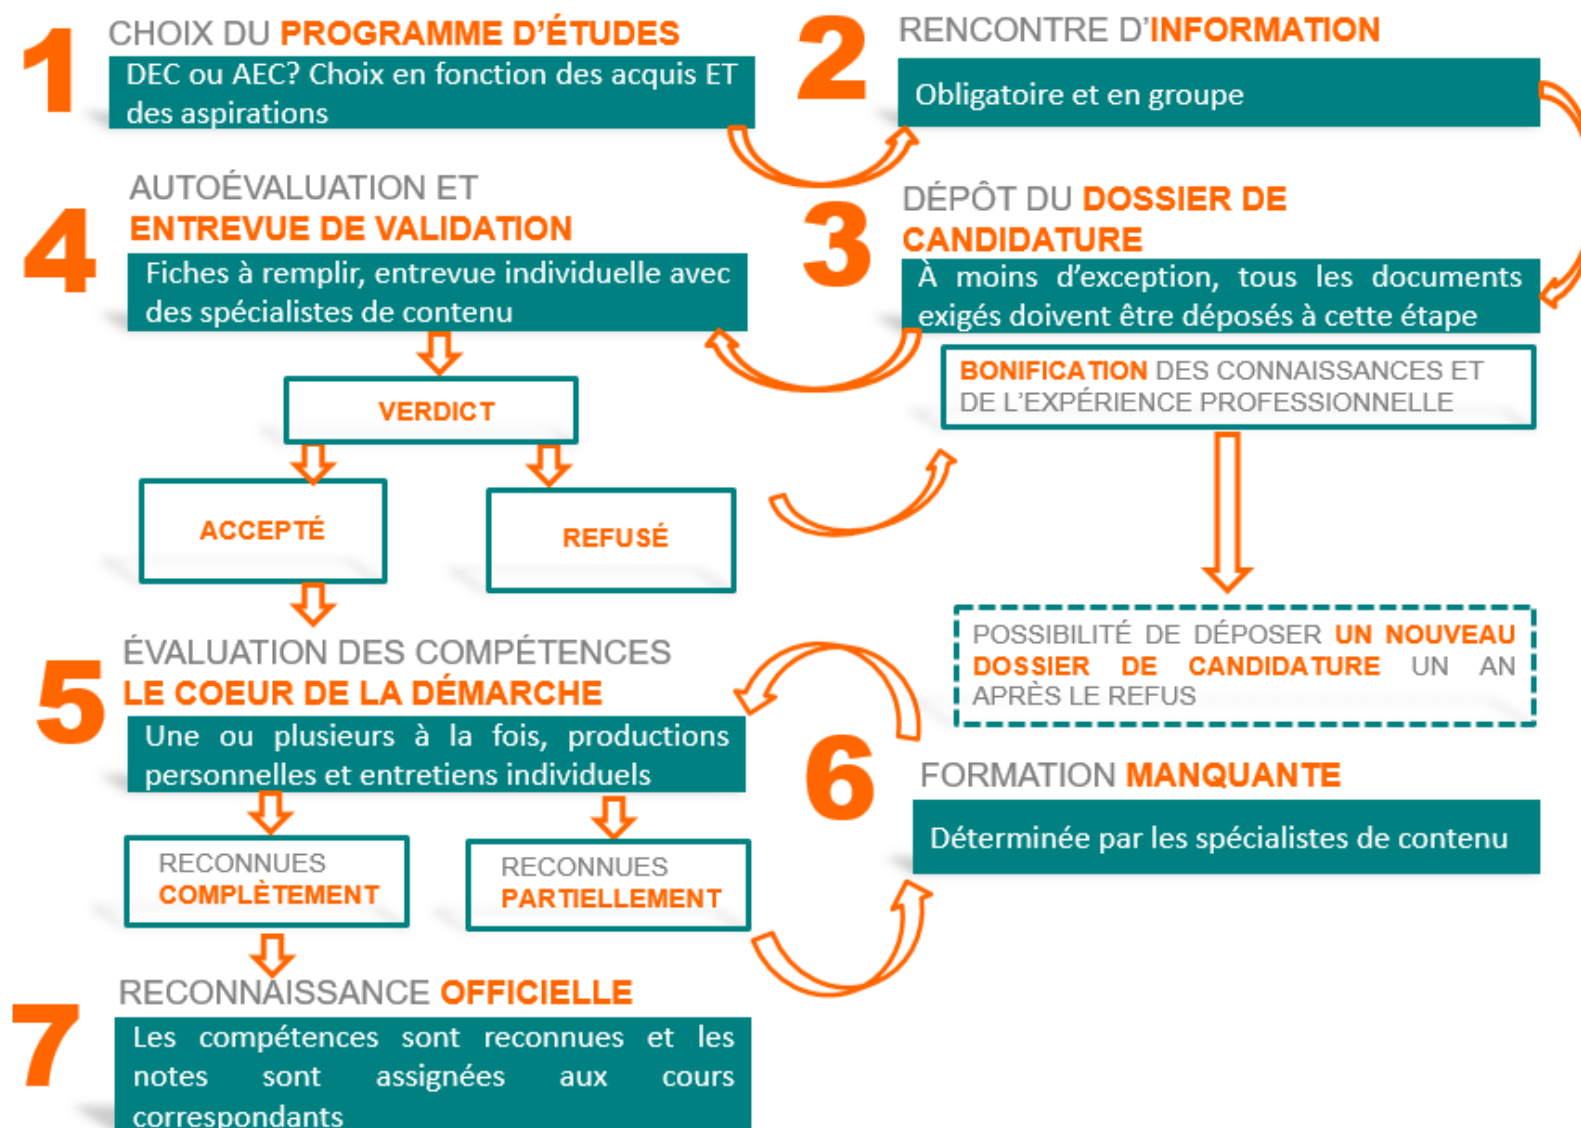 1
CHOIX DU PROGRAMME D'ÉTUDES
DEC ou AEC? Choix en fonction des acquis ET
des aspirations
2
RENCONTRE D'INFORMATION
Obligatoire et en groupe
3
DÉPÔT DU DOSSIER DE
CANDIDATURE
À moins d'exception, tous les documents
exigés doivent être déposés à cette étape
4
AUTOÉVALUATION ET
ENTREVUE DE VALIDATION
Fiches à remplir, entrevue individuelle avec
des spécialistes de contenu
VERDICT
ACCEPTÉ
REFUSÉ
BONIFICATION DES CONNAISSANCES ET
DE L'EXPÉRIENCE PROFESSIONNELLE
POSSIBILITÉ DE DÉPOSER UN NOUVEAU
DOSSIER DE CANDIDATURE UN AN
APRÈS LE REFUS
5
ÉVALUATION DES COMPÉTENCES
LE COEUR DE LA DÉMARCHE
Une ou plusieurs à la fois, productions
personnelles et entretiens individuels
RECONNUES
COMPLÈTEMENT
RECONNUES
PARTIELLEMENT
6
FORMATION MANQUANTE
Déterminée par les spécialistes de contenu
7
RECONNAISSANCE OFFICIELLE
Les compétences sont reconnues et les
notes sont assignées aux cours
correspondants